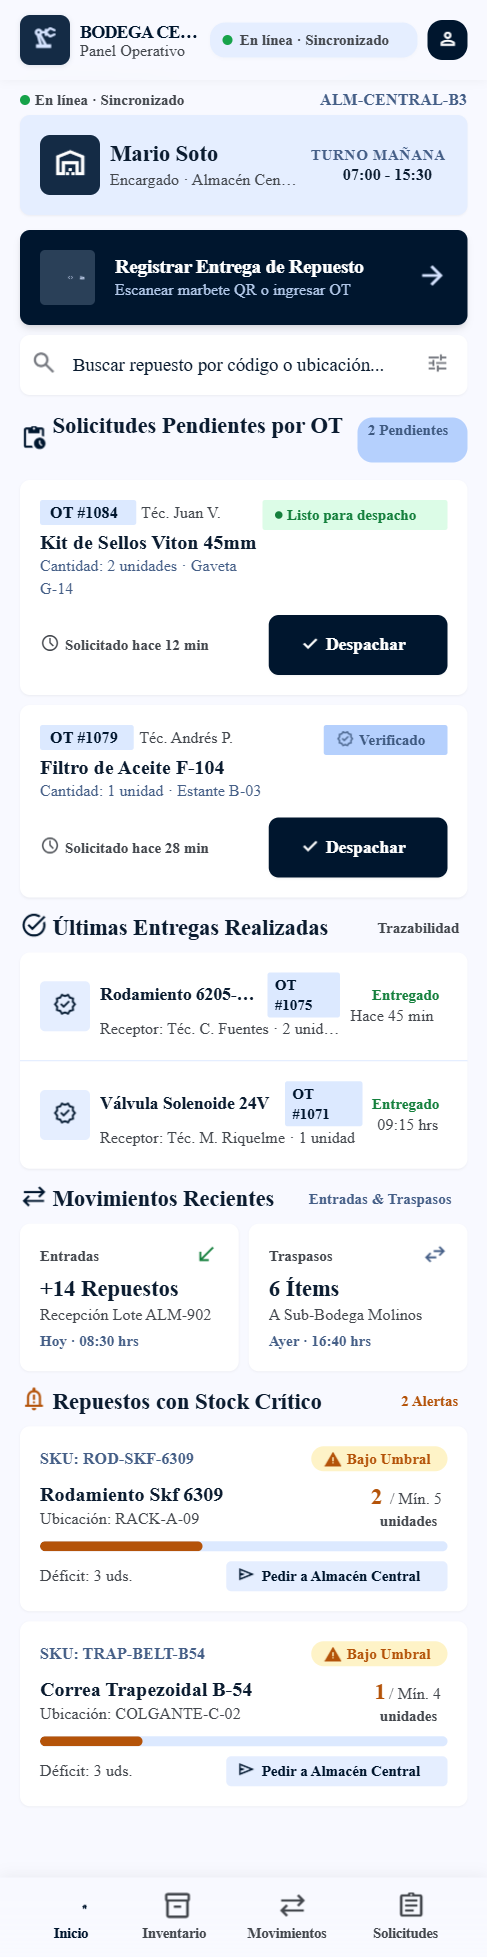 BODEGA CE...
Panel Operativo
En línea · Sincronizado
En línea · Sincronizado
ALM-CENTRAL-B3
Mario Soto
Encargado · Almacén Cen...
TURNO MAÑANA
07:00 - 15:30
Registrar Entrega de Repuesto
Escanear marbete QR o ingresar OT
Buscar repuesto por código o ubicación...
Solicitudes Pendientes por OT
2 Pendientes
OT #1084
Téc. Juan V.
Listo para despacho
Kit de Sellos Viton 45mm
Cantidad: 2 unidades · Gaveta
G-14
Solicitado hace 12 min
Despachar
OT #1079
Téc. Andrés P.
Verificado
Filtro de Aceite F-104
Cantidad: 1 unidad · Estante B-03
Solicitado hace 28 min
Despachar
Últimas Entregas Realizadas
Trazabilidad
Rodamiento 6205-...
OT
#1075
Receptor: Téc. C. Fuentes · 2 unid...
Entregado
Hace 45 min
Válvula Solenoide 24V
OT
#1071
Receptor: Téc. M. Riquelme · 1 unidad
Entregado
09:15 hrs
Movimientos Recientes
Entradas & Traspasos
Entradas
+14 Repuestos
Recepción Lote ALM-902
Hoy · 08:30 hrs
Traspasos
6 Ítems
A Sub-Bodega Molinos
Ayer · 16:40 hrs
Repuestos con Stock Crítico
2 Alertas
SKU: ROD-SKF-6309
Bajo Umbral
Rodamiento Skf 6309
Ubicación: RACK-A-09
2 / Mín. 5
unidades
Déficit: 3 uds.
Pedir a Almacén Central
SKU: TRAP-BELT-B54
Bajo Umbral
Correa Trapezoidal B-54
Ubicación: COLGANTE-C-02
1 / Mín. 4
unidades
Déficit: 3 uds.
Pedir a Almacén Central
Inicio
Inventario
Movimientos
Solicitudes